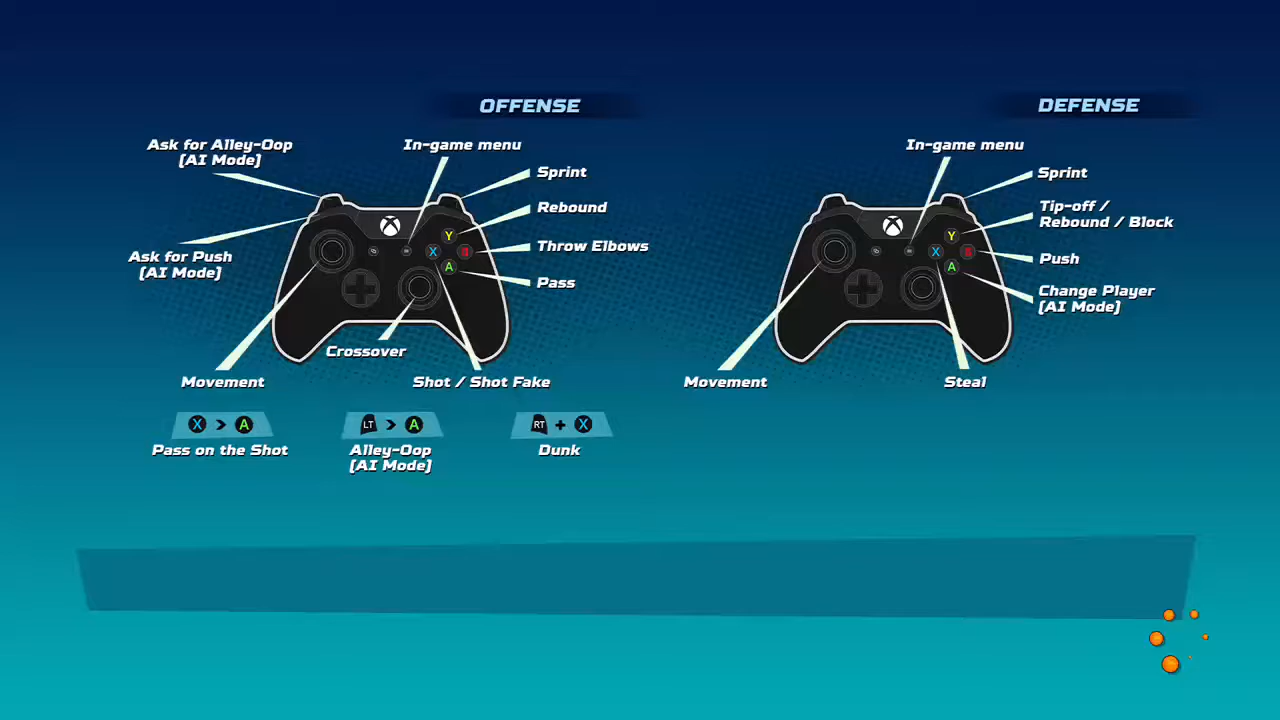 OFFENSE
Ask for Alley-Oop
[AI Mode]
In-game menu
Sprint
Rebound
Throw Elbows
Pass
Ask for Push
[AI Mode]
Y
X
B
A
Crossover
Movement
Shot / Shot Fake
X > A
Pass on the Shot
LT > A
Alley-Oop
[AI Mode]
RT + X
Dunk
DEFENSE
In-game menu
Sprint
Tip-off /
Rebound / Block
Push
Change Player
[AI Mode]
Y
X
B
A
Movement
Steal